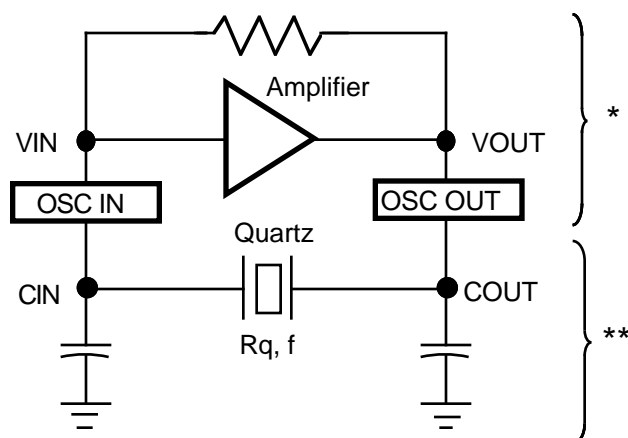 Amplifier
*
VIN
VOUT
OSC IN
OSC OUT
Quartz
CIN
COUT
Rq, f
**